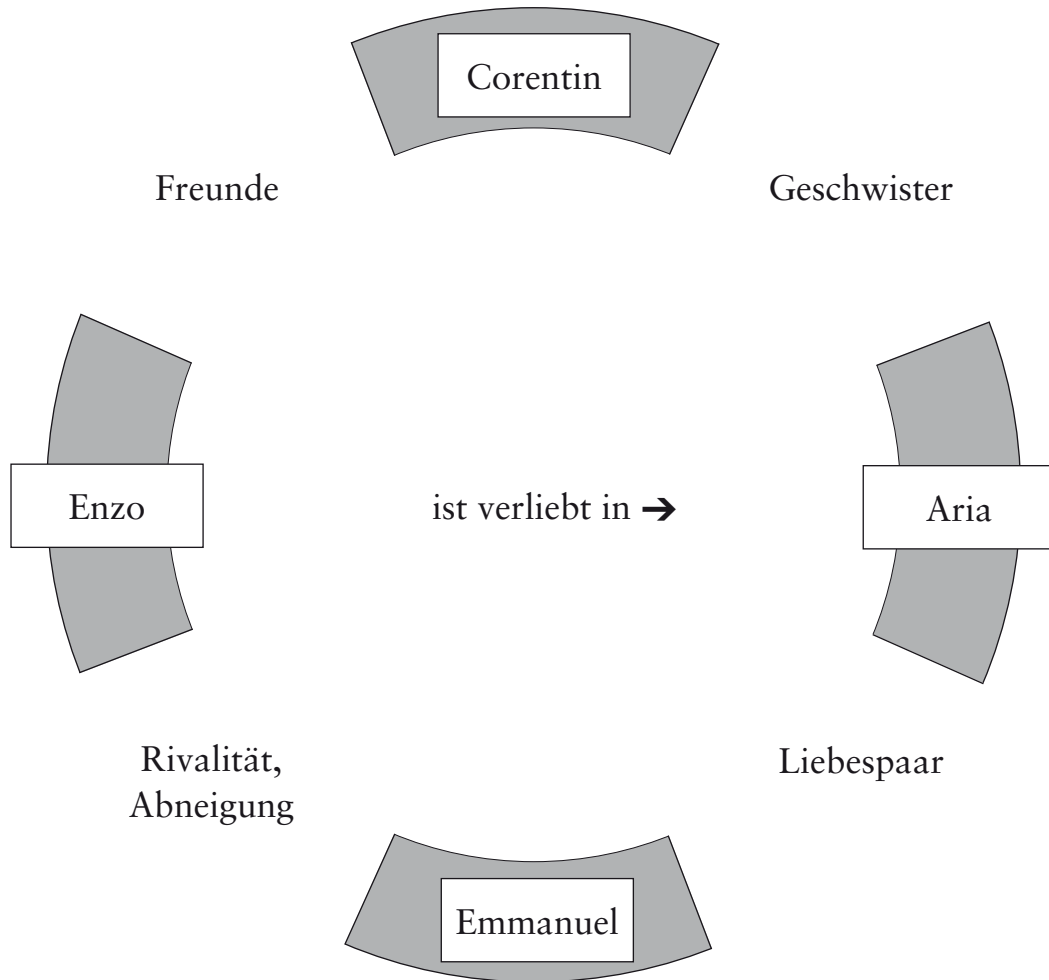 Corentin
Freunde
Geschwister
Enzo
ist verliebt in ➔
Aria
Rivalität,
Abneigung
Liebespaar
Emmanuel